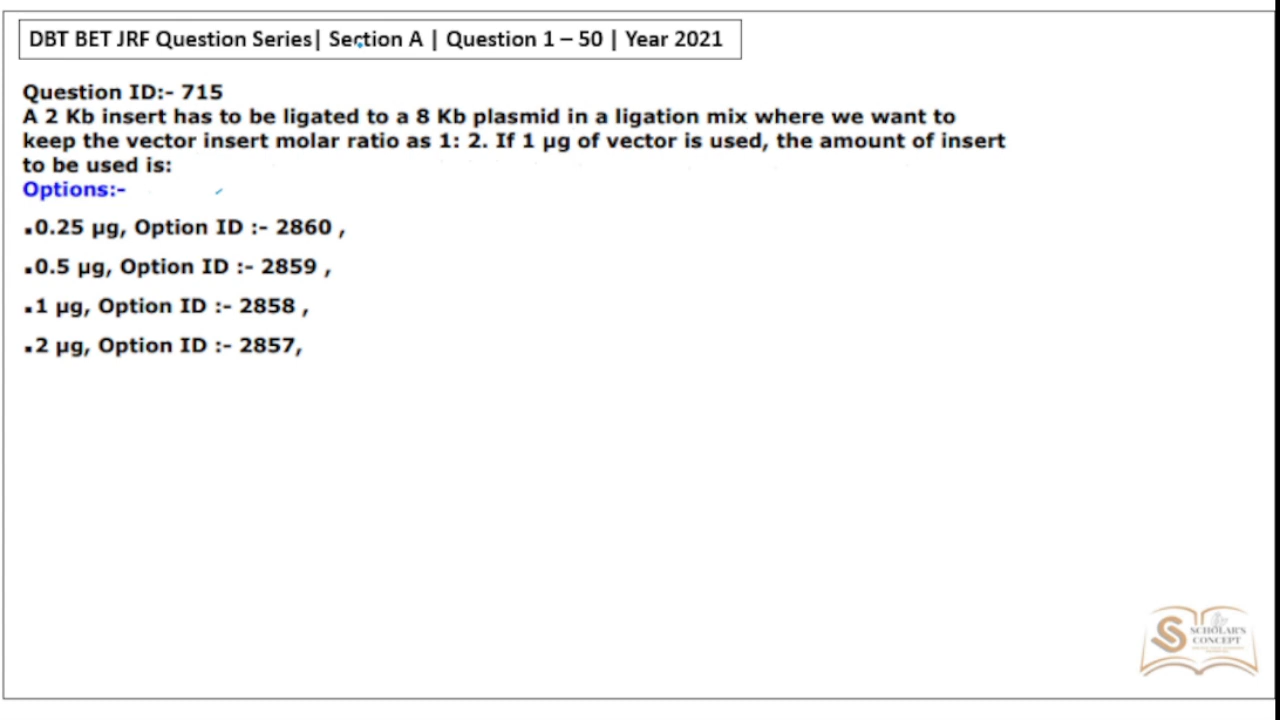 DBT BET JRF Question Series| Section A | Question 1 – 50 | Year 2021
Question ID:- 715
A 2 Kb insert has to be ligated to a 8 Kb plasmid in a ligation mix where we want to
keep the vector insert molar ratio as 1: 2. If 1 µg of vector is used, the amount of insert
to be used is:
Options:-
.0.25 µg, Option ID :- 2860 ,
.0.5 µg, Option ID :- 2859 ,
.1 µg, Option ID :- 2858 ,
.2 µg, Option ID :- 2857,
SCHOLAR'S
CONCEPT